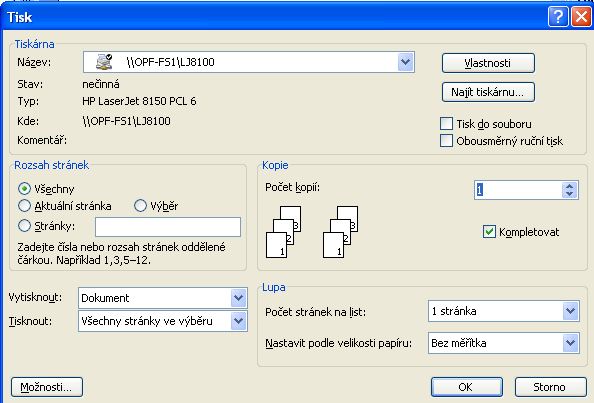 Tisk
Tiskárna
Název: \\OPF-FS1\LJ8100 Vlastnosti
Stav: nečinná
Typ: HP LaserJet 8150 PCL 6 Najít tiskárnu...
Kde: \\OPF-FS1\LJ8100 Tisk do souboru
Komentář: Obousměrný ruční tisk
Rozsah stránek
Všechny
Aktuální stránka Výběr
Stránky:
Zadejte čísla nebo rozsah stránek oddělené
čárkou. Například 1,3,5–12.
Kopie
Počet kopií: 1
3 3
2 2
1 1
Kompletovat
Vytisknout: Dokument
Tisknout: Všechny stránky ve výběru
Lupa
Počet stránek na list: 1 stránka
Nastavit podle velikosti papíru: Bez měřítka
Možnosti... OK Storno